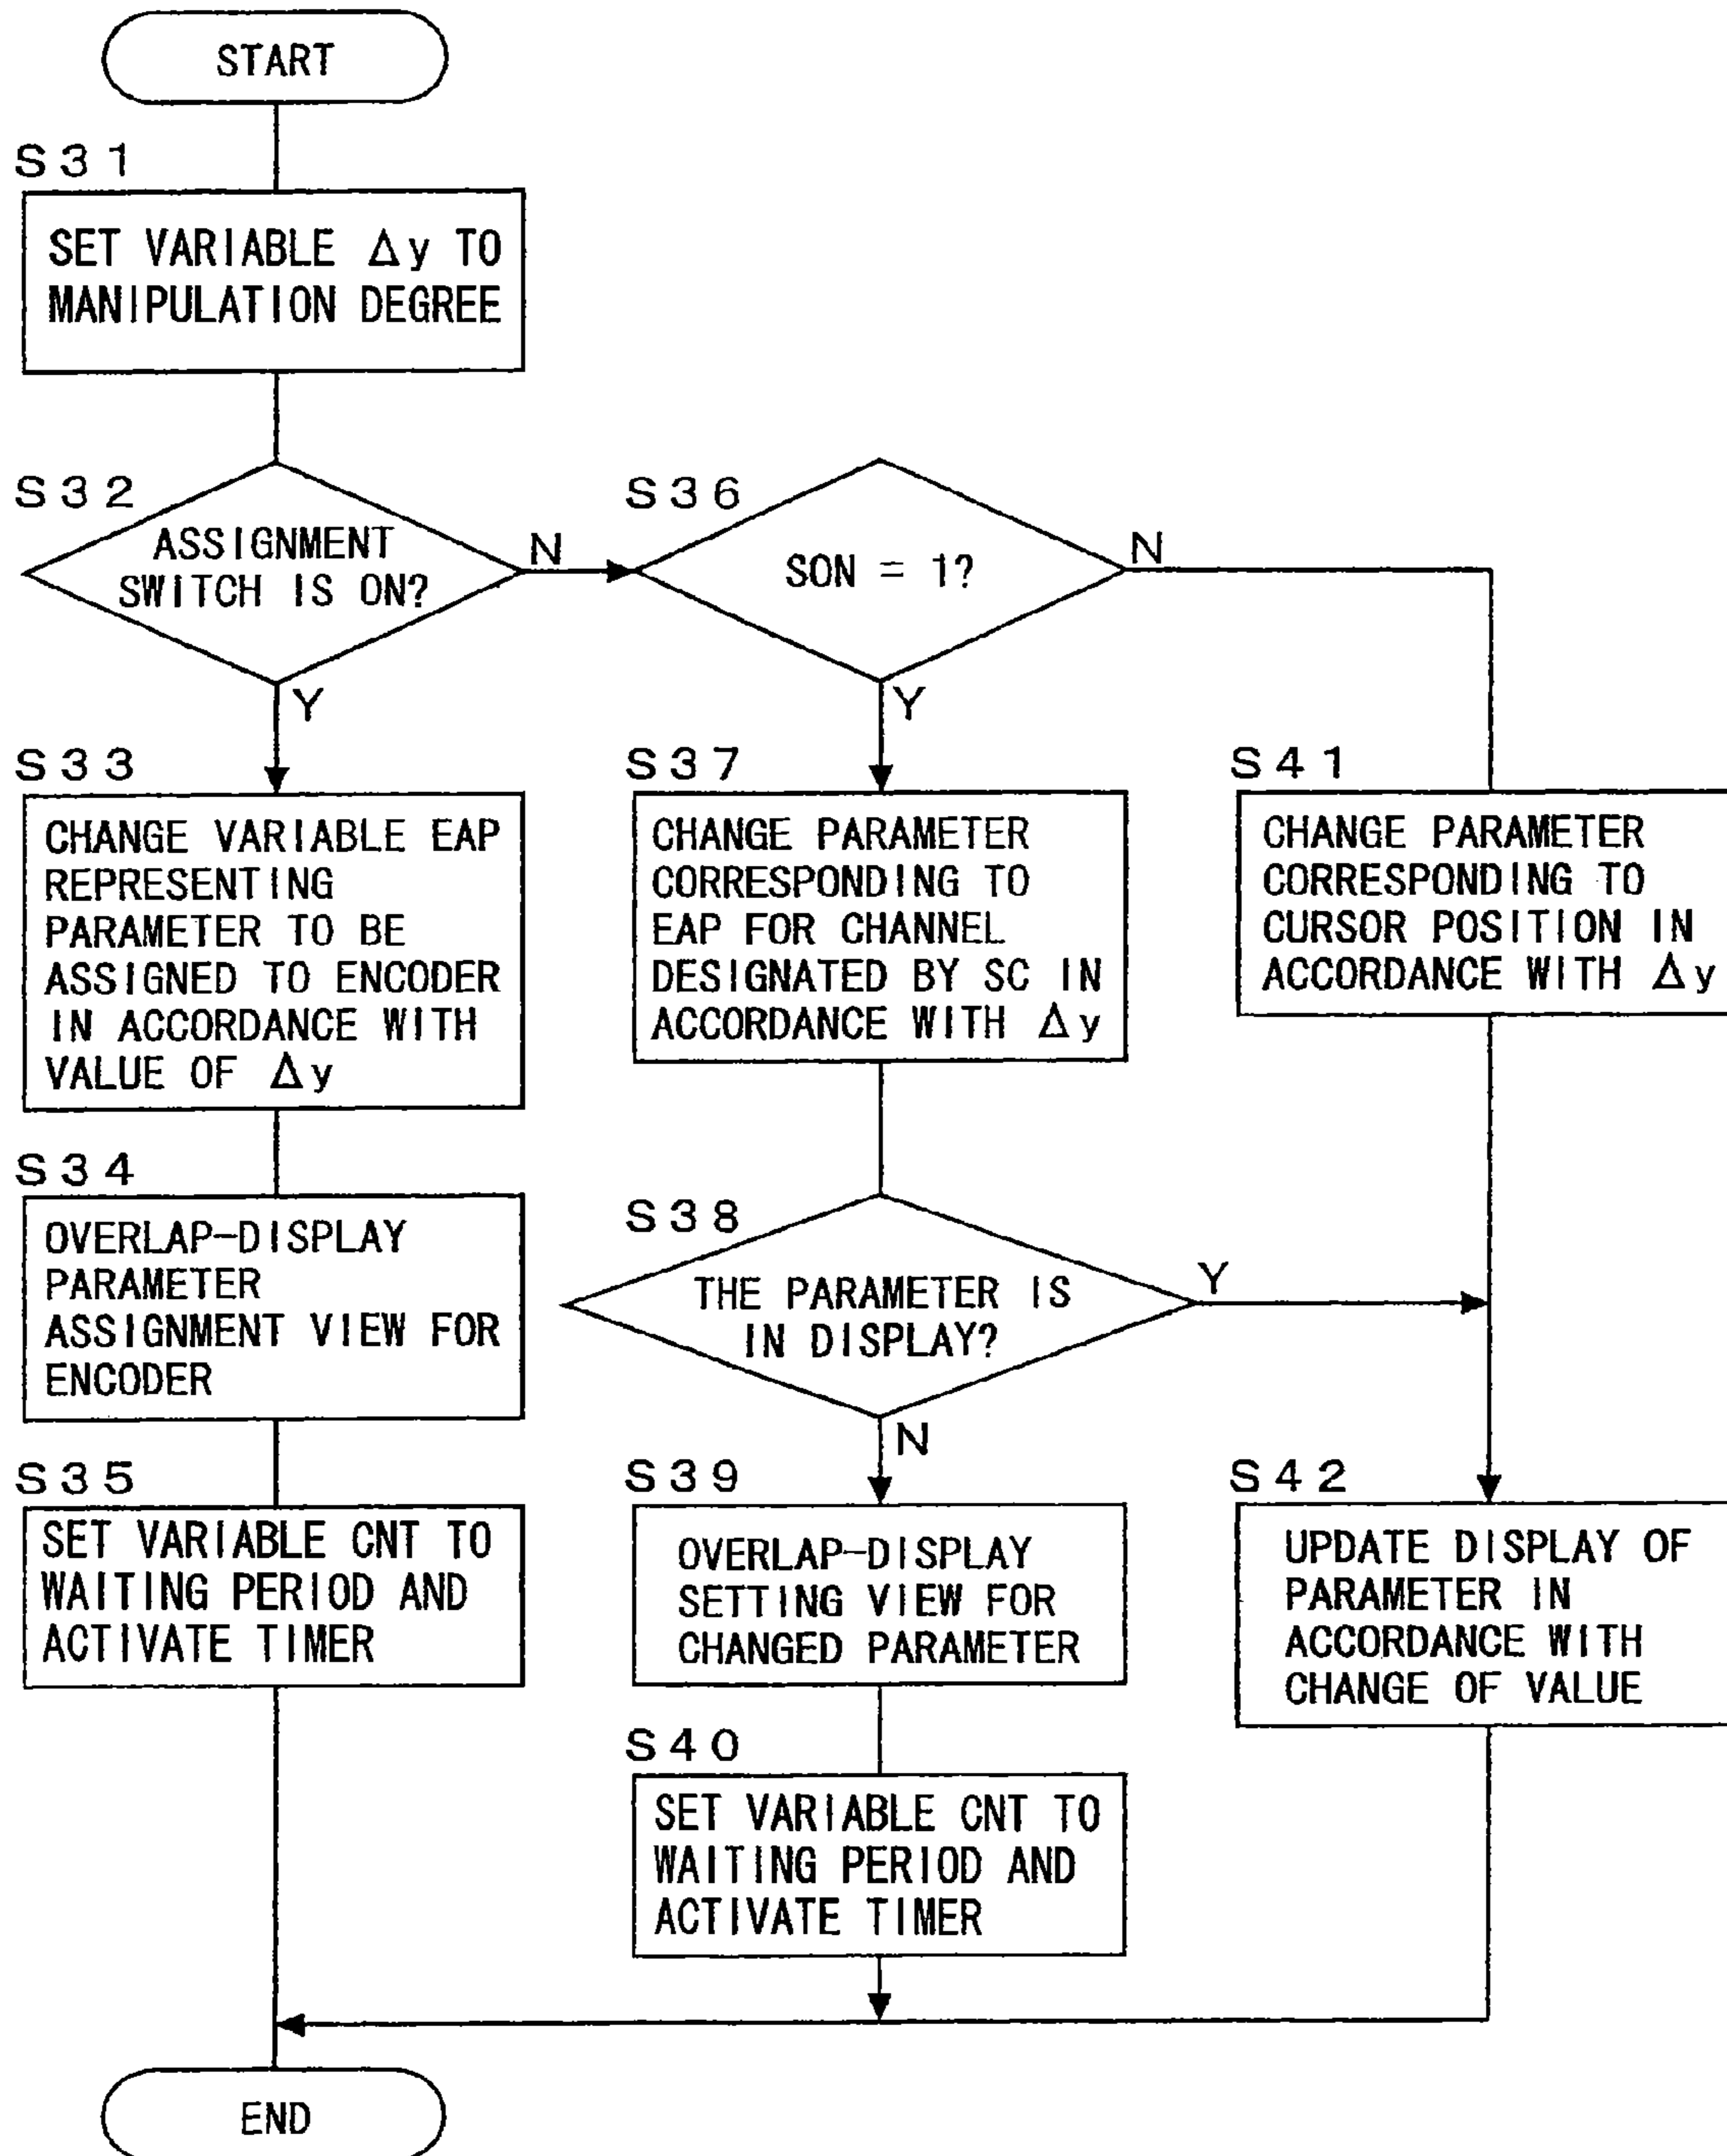 START
S31
SET VARIABLE Δy TO
MANIPULATION DEGREE
S32
ASSIGNMENT
SWITCH IS ON?
N
Y
S33
CHANGE VARIABLE EAP
REPRESENTING
PARAMETER TO BE
ASSIGNED TO ENCODER
IN ACCORDANCE WITH
VALUE OF Δy
S34
OVERLAP-DISPLAY
PARAMETER
ASSIGNMENT VIEW FOR
ENCODER
S35
SET VARIABLE CNT TO
WAITING PERIOD AND
ACTIVATE TIMER
S36
SON = 1?
N
Y
S37
CHANGE PARAMETER
CORRESPONDING TO
EAP FOR CHANNEL
DESIGNATED BY SC IN
ACCORDANCE WITH Δy
S38
THE PARAMETER IS
IN DISPLAY?
Y
N
S39
OVERLAP-DISPLAY
SETTING VIEW FOR
CHANGED PARAMETER
S40
SET VARIABLE CNT TO
WAITING PERIOD AND
ACTIVATE TIMER
S41
CHANGE PARAMETER
CORRESPONDING TO
CURSOR POSITION IN
ACCORDANCE WITH Δy
S42
UPDATE DISPLAY OF
PARAMETER IN
ACCORDANCE WITH
CHANGE OF VALUE
END